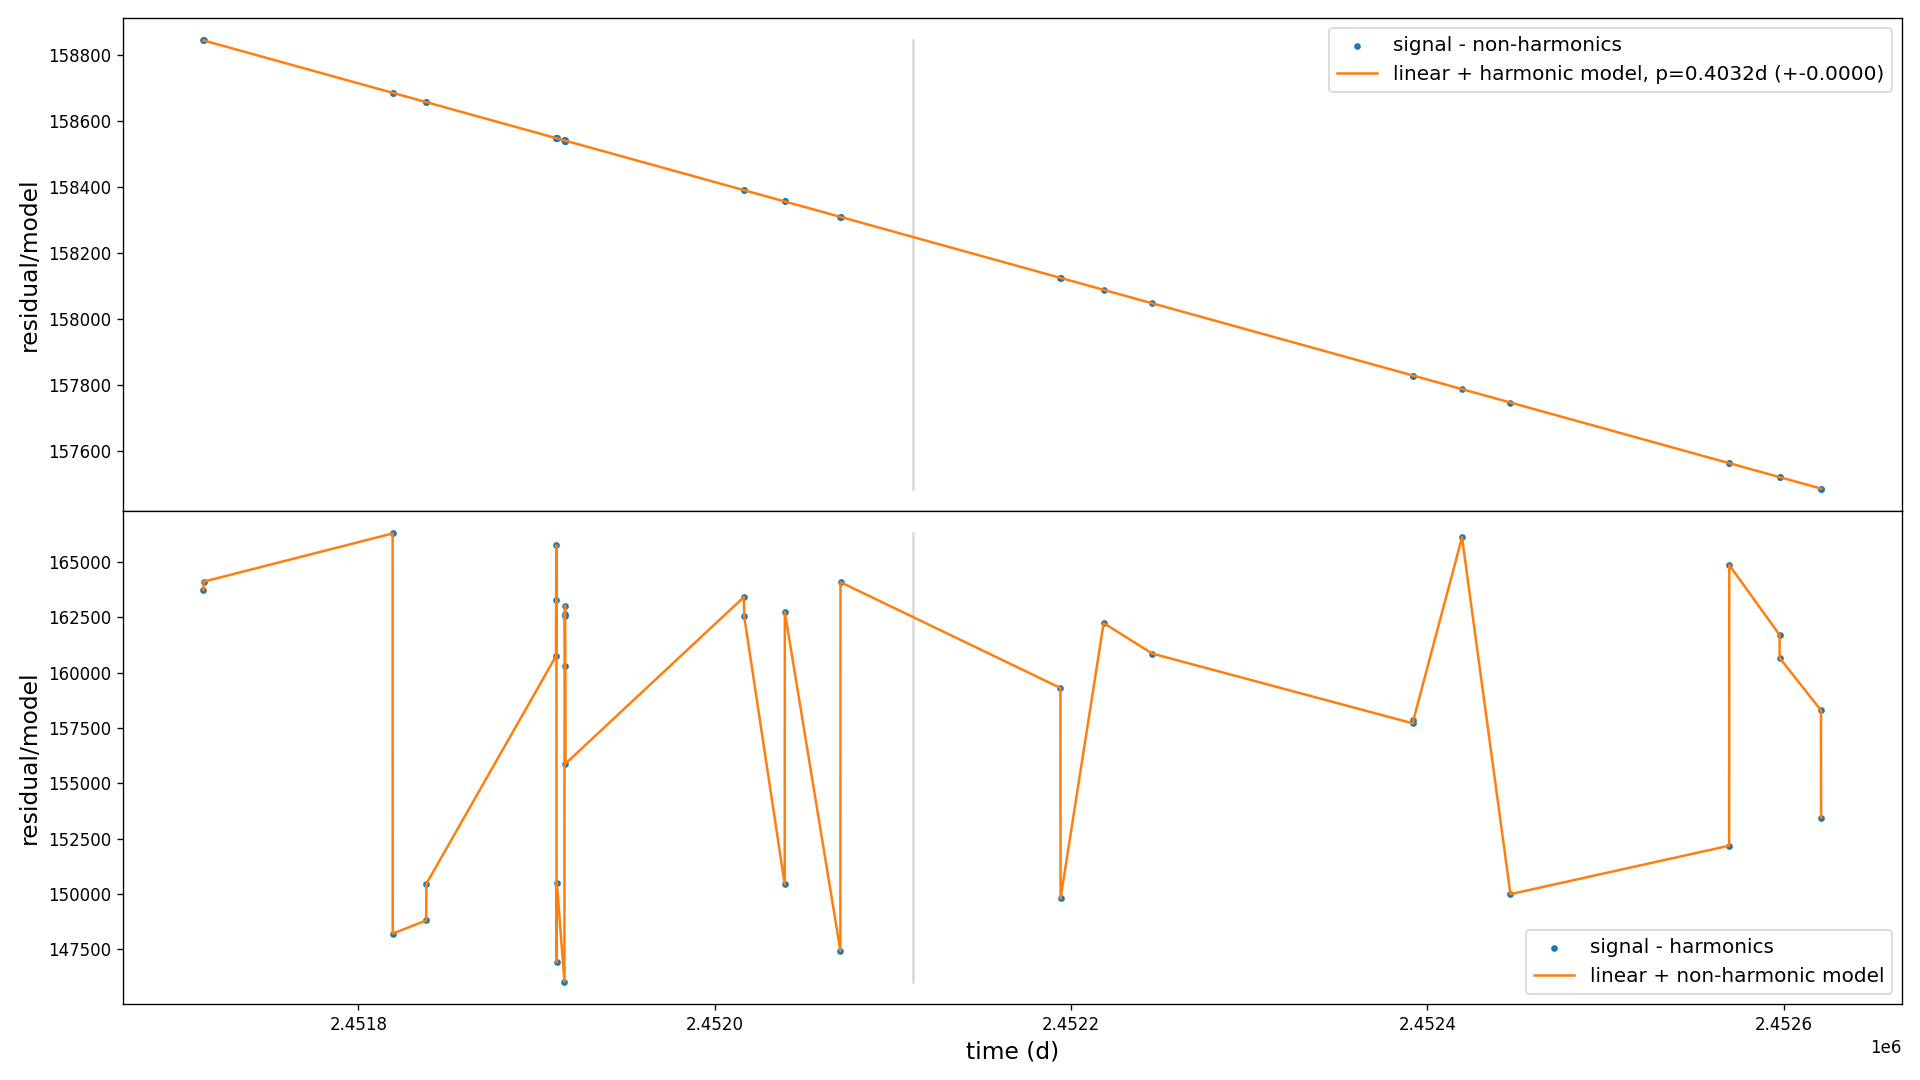 158800
158600
158400
158200
158000
157800
157600
residual/model
signal - non-harmonics
linear + harmonic model, p=0.4032d (+-0.0000)
165000
162500
160000
157500
155000
152500
150000
147500
residual/model
signal - harmonics
linear + non-harmonic model
2.4518 2.4520 2.4522 2.4524 2.4526
1e6
time (d)